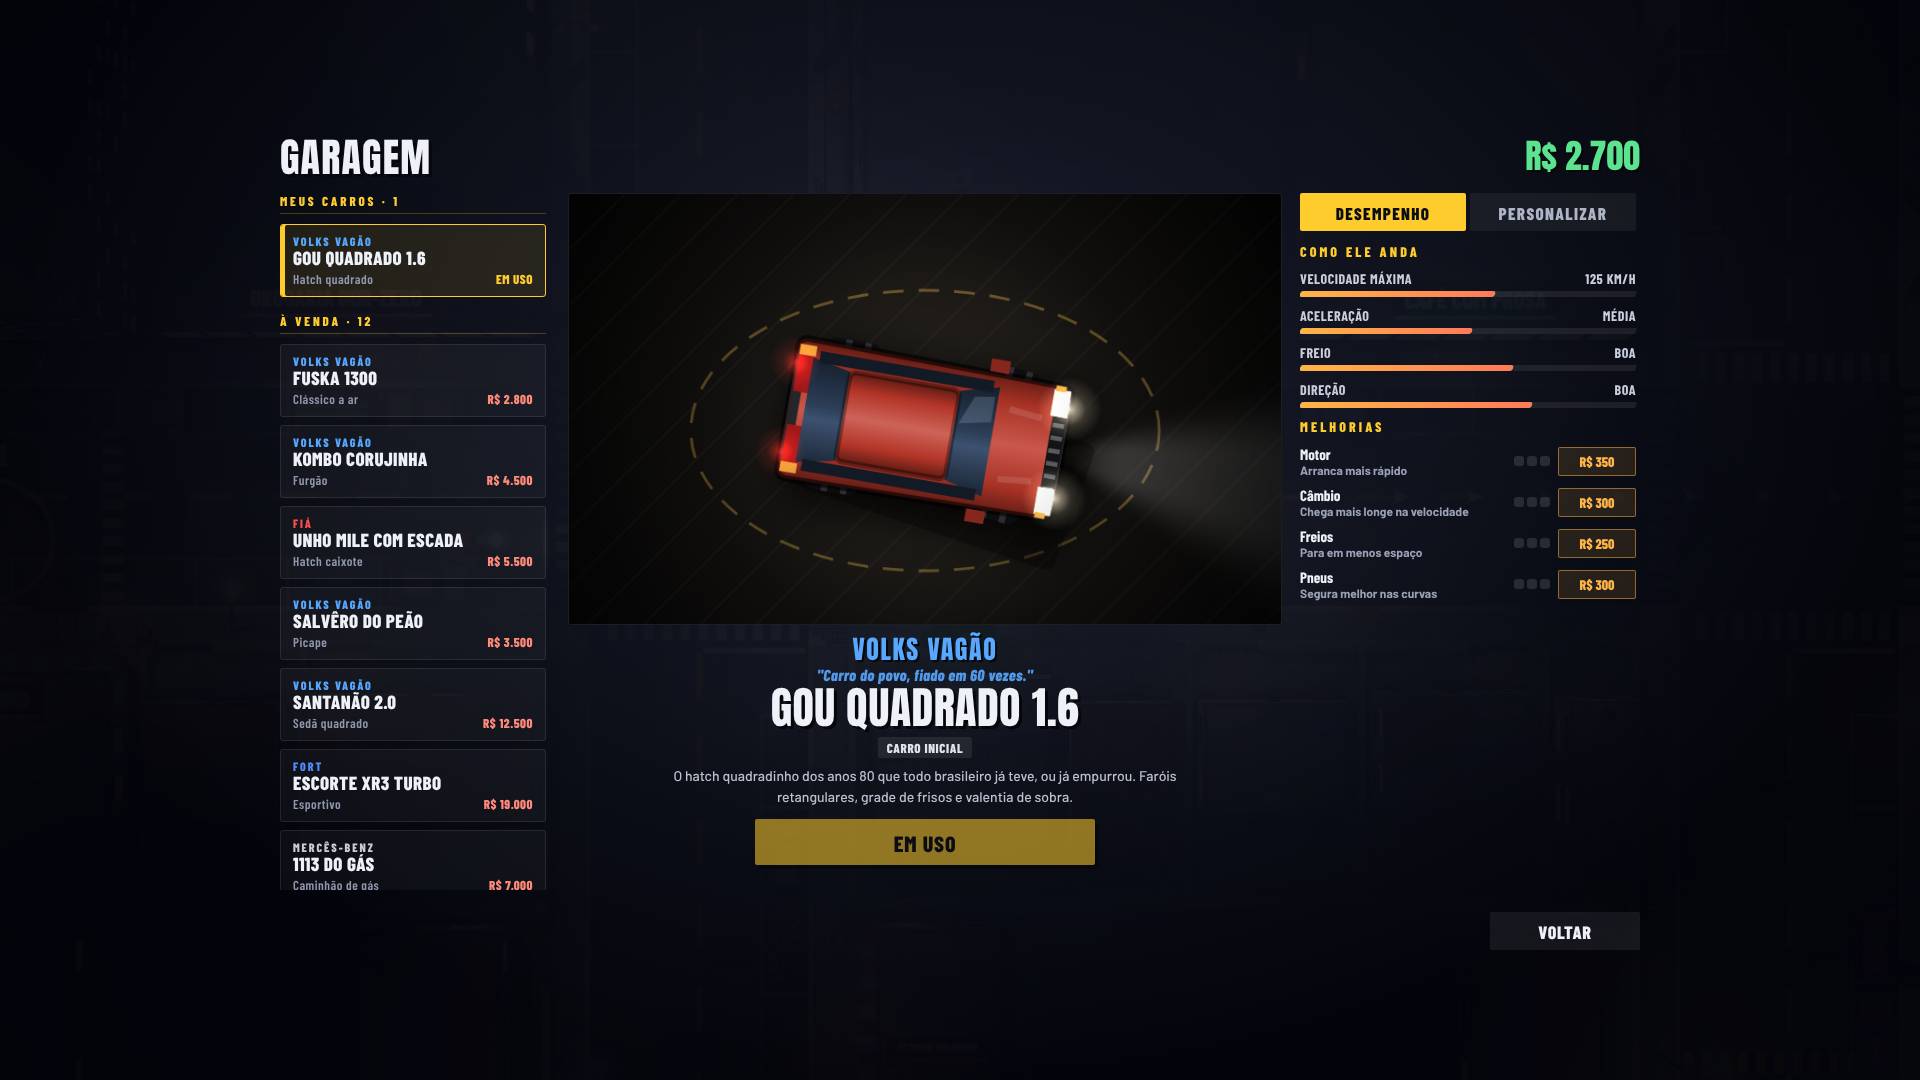 GARAGEM
R$ 2.700
MEUS CARROS · 1
VOLKS VAGÃO
GOU QUADRADO 1.6
Hatch quadrado
EM USO
À VENDA · 12
VOLKS VAGÃO
FUSKA 1300
Clássico a ar
R$ 2.800
VOLKS VAGÃO
KOMBO CORUJINHA
Furgão
R$ 4.500
FIÁ
UNHO MILE COM ESCADA
Hatch caixote
R$ 5.500
VOLKS VAGÃO
SALVÊRO DO PEÃO
Picape
R$ 3.500
VOLKS VAGÃO
SANTANÃO 2.0
Sedã quadrado
R$ 12.500
FORT
ESCORTE XR3 TURBO
Esportivo
R$ 19.000
MERCÊS-BENZ
1113 DO GÁS
Caminhão de gás
R$ 7.000
VOLKS VAGÃO
"Carro do povo, fiado em 60 vezes."
GOU QUADRADO 1.6
CARRO INICIAL
O hatch quadradinho dos anos 80 que todo brasileiro já teve, ou já empurrou. Faróis
retangulares, grade de frisos e valentia de sobra.
EM USO
DESEMPENHO
PERSONALIZAR
COMO ELE ANDA
VELOCIDADE MÁXIMA
125 KM/H
ACELERAÇÃO
MÉDIA
FREIO
BOA
DIREÇÃO
BOA
MELHORIAS
Motor
Arranca mais rápido
R$ 350
Câmbio
Chega mais longe na velocidade
R$ 300
Freios
Para em menos espaço
R$ 250
Pneus
Segura melhor nas curvas
R$ 300
VOLTAR